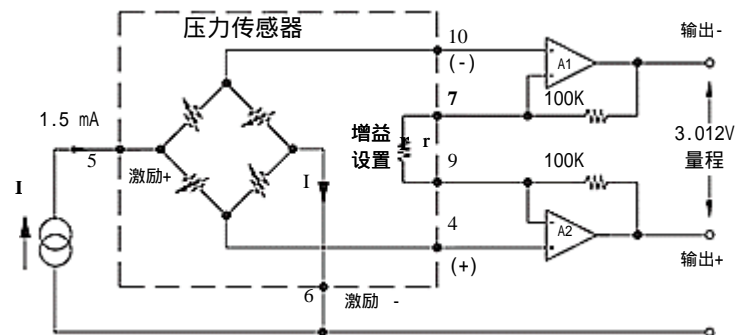 压力传感器
10
(-)
A1
输出-
7
100K
1.5 mA
增益
设置
r
3.012V
量程
5
激励+
I
I
9
100K
4
(+)
A2
输出+
6
激励 -